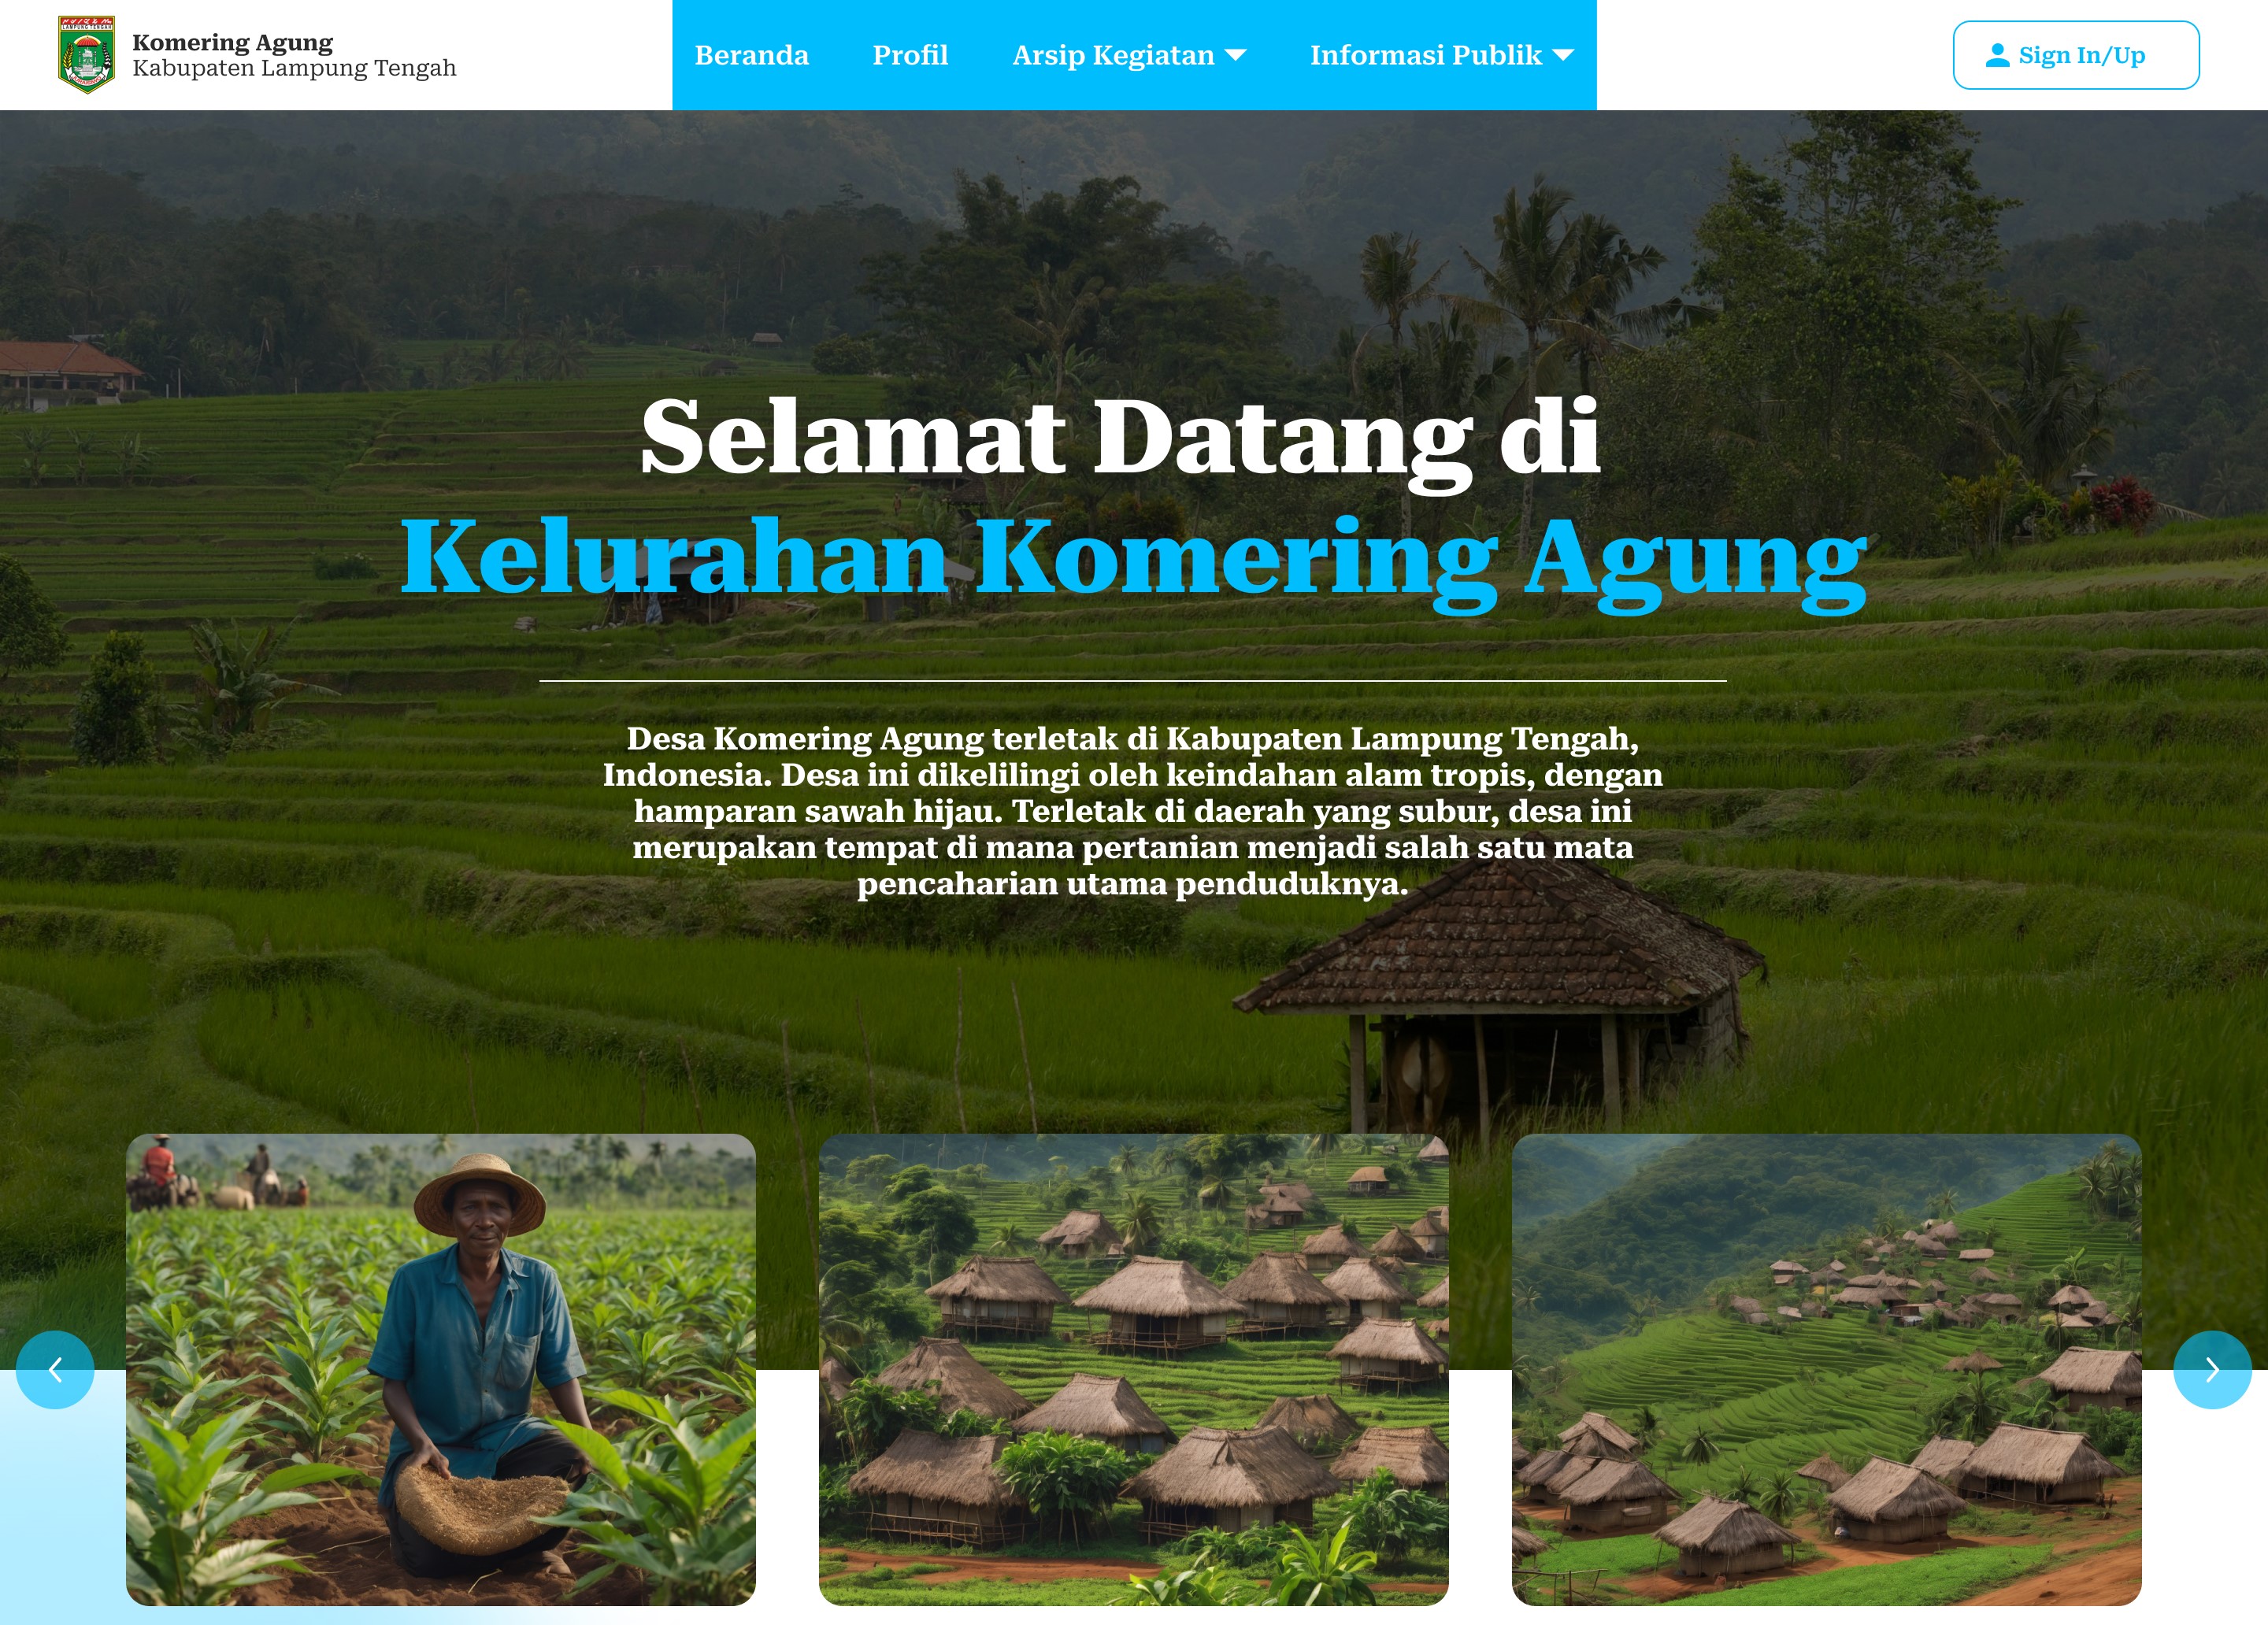 LAMPUNG TENGAH
Komering Agung
Kabupaten Lampung Tengah
Beranda
Profil
Arsip Kegiatan
Informasi Publik
Sign In/Up
Selamat Datang di
Kelurahan Komering Agung
Desa Komering Agung terletak di Kabupaten Lampung Tengah,
Indonesia. Desa ini dikelilingi oleh keindahan alam tropis, dengan
hamparan sawah hijau. Terletak di daerah yang subur, desa ini
merupakan tempat di mana pertanian menjadi salah satu mata
pencaharian utama penduduknya.